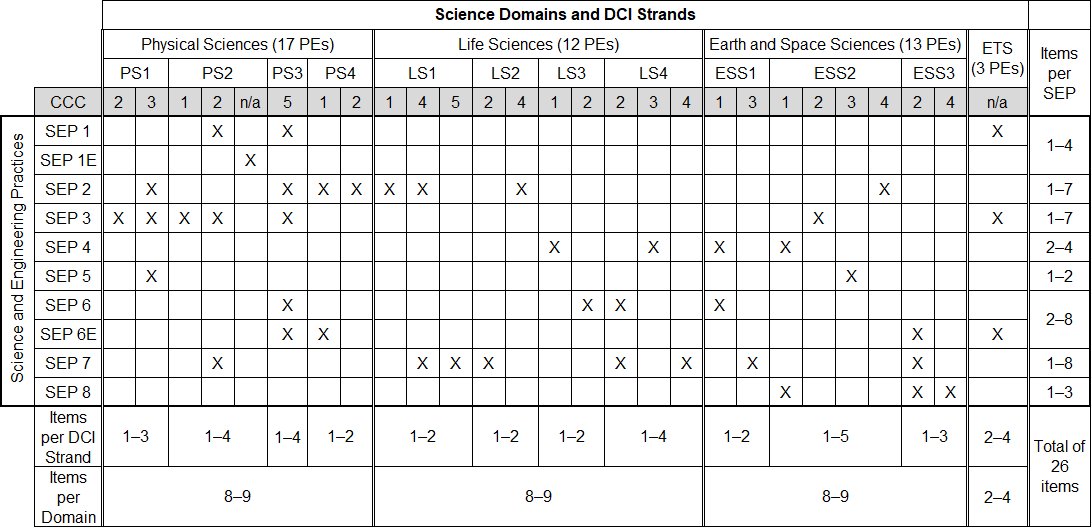 Science Domains and DCI Strands
Physical Sciences (17 PEs) Life Sciences (12 PEs) Earth and Space Sciences (13 PEs) ETS (3 PEs) Items per SEP
PS1 PS2 PS3 PS4 LS1 LS2 LS3 LS4 ESS1 ESS2 ESS3
CCC 2 3 1 2 n/a 5 1 2 1 4 5 2 4 1 2 2 3 4 1 3 1 2 3 4 2 4 n/a
Science and Engineering Practices
SEP 1 X X X 1–4
SEP 1E X
SEP 2 X X X X X X X X 1–7
SEP 3 X X X X X X X 1–7
SEP 4 X X X X 2–4
SEP 5 X X 1–2
SEP 6 X X X X 2–8
SEP 6E X X X X
SEP 7 X X X X X X X X 1–8
SEP 8 X X X 1–3
Items per DCI Strand 1–3 1–4 1–4 1–2 1–2 1–2 1–2 1–4 1–2 1–5 1–3 2–4 Total of 26 items
Items per Domain 8–9 8–9 8–9 2–4